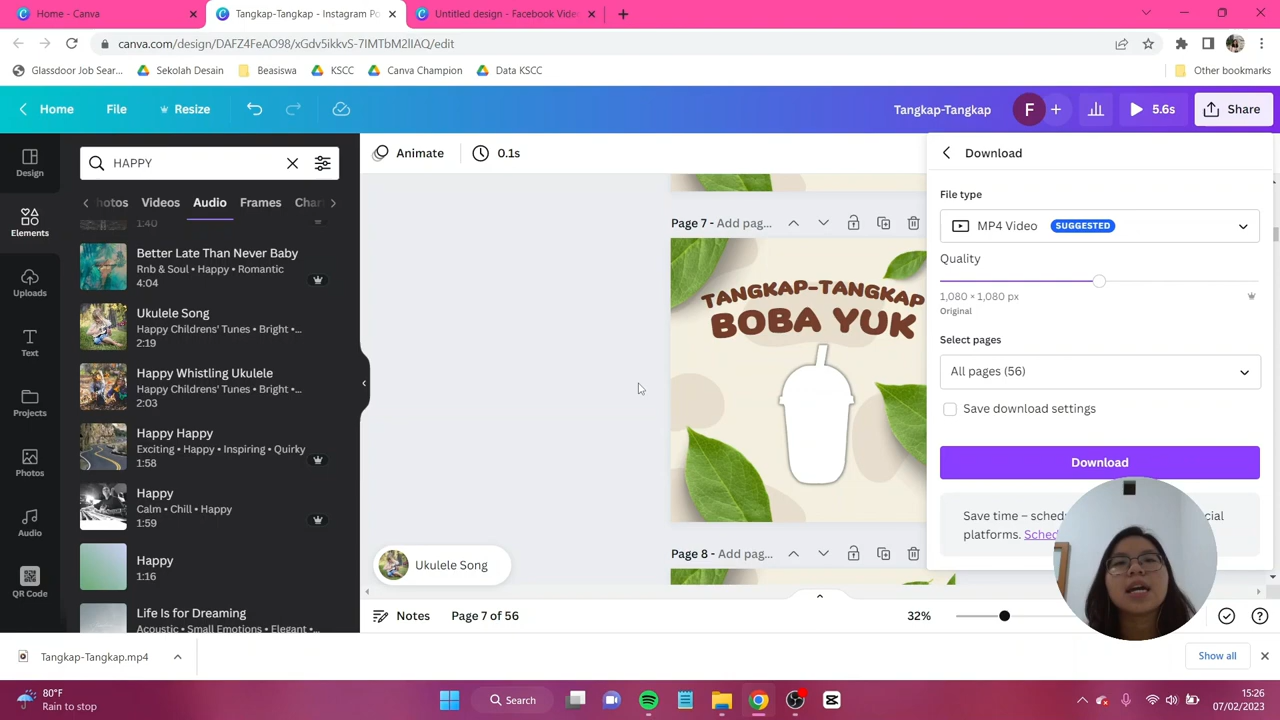 Home - Canva
Tangkap-Tangkap - Instagram Po
Untitled design - Facebook Vide
canva.com/design/DAFZ4FeAO98/xGdv5ikkvS-7IMTbM2lIAQ/edit
Glassdoor Job Sear...
Sekolah Desain
Beasiswa
KSCC
Canva Champion
Data KSCC
Other bookmarks
Home
File
Resize
Tangkap-Tangkap
F
5.6s
Share
Design
Elements
Uploads
Text
Projects
Photos
Audio
QR Code
HAPPY
hotos
Videos
Audio
Frames
Char
1:40
Better Late Than Never Baby
Rnb & Soul • Happy • Romantic
4:04
Ukulele Song
Happy Childrens' Tunes • Bright •...
2:19
Happy Whistling Ukulele
Happy Childrens' Tunes • Bright •...
2:03
Happy Happy
Exciting • Happy • Inspiring • Quirky
1:58
Happy
Calm • Chill • Happy
1:59
Happy
1:16
Life Is for Dreaming
Acoustic • Small Emotions • Elegant •...
Animate
0.1s
Page 7 - Add pag...
TANGKAP-TANGKAP
BOBA YUK
Page 8 - Add pag...
Ukulele Song
Notes
Page 7 of 56
32%
Download
File type
MP4 Video
SUGGESTED
Quality
1,080 × 1,080 px
Original
Select pages
All pages (56)
Save download settings
Download
Save time – sched
cial
platforms. Sched
Tangkap-Tangkap.mp4
Show all
80°F
Rain to stop
Search
15:26
07/02/2023